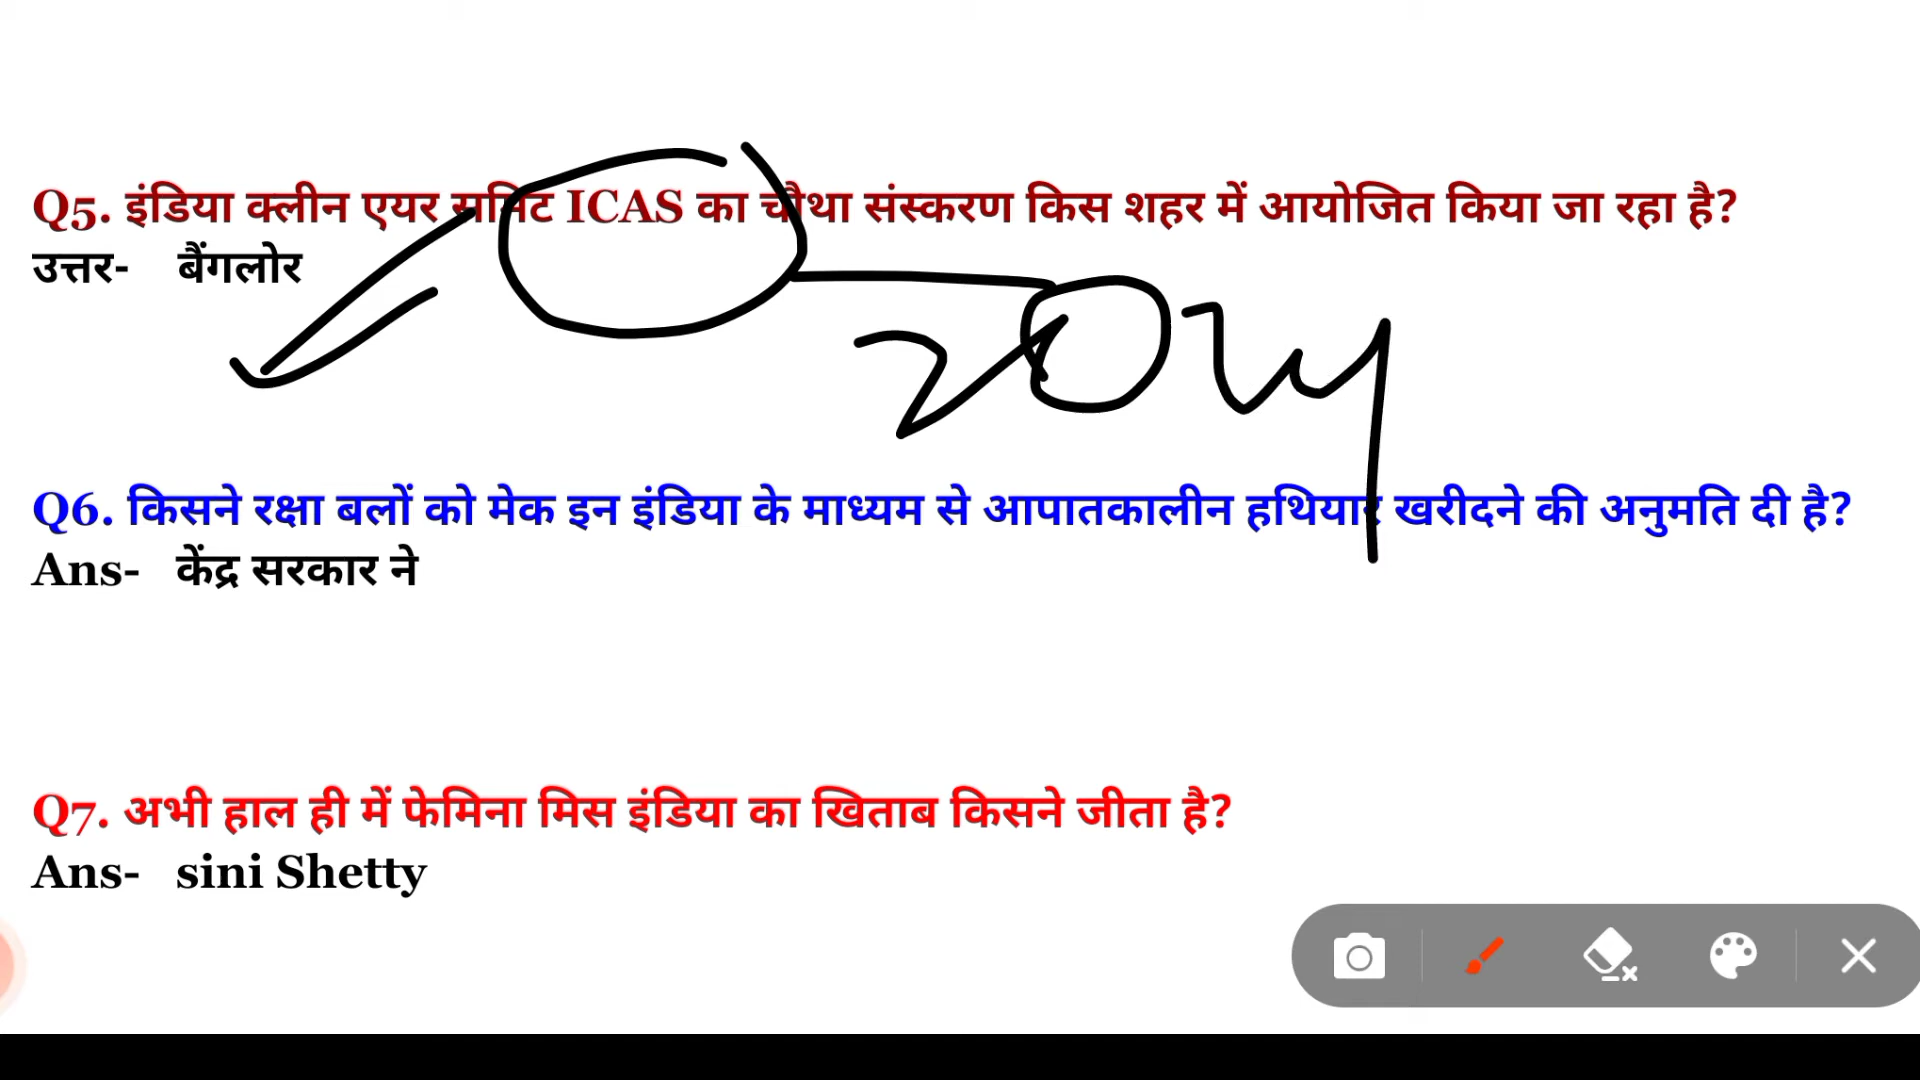 Q5. इंडिया क्लीन एयर समिट ICAS का चौथा संस्करण किस शहर में आयोजित किया जा रहा है?
उत्तर- बैंगलोर
2024
Q6. किसने रक्षा बलों को मेक इन इंडिया के माध्यम से आपातकालीन हथियार खरीदने की अनुमति दी है?
Ans- केंद्र सरकार ने
Q7. अभी हाल ही में फेमिना मिस इंडिया का खिताब किसने जीता है?
Ans- sini Shetty